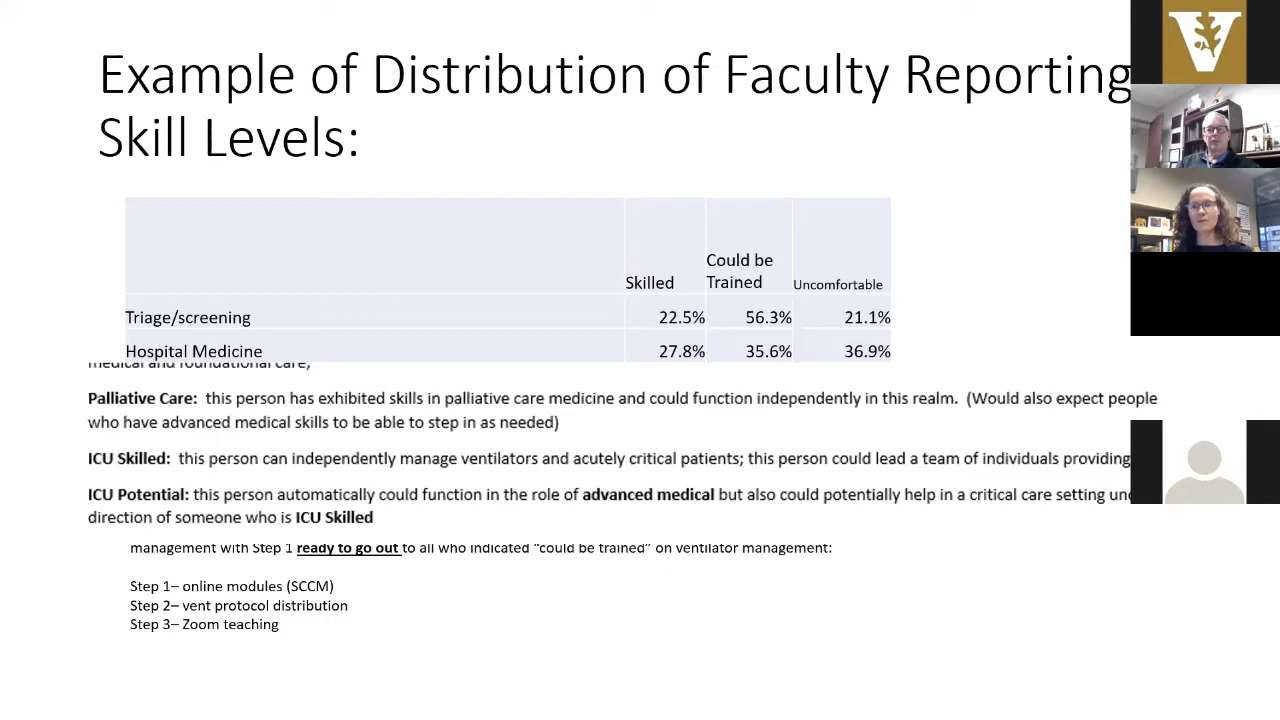 Example of Distribution of Faculty Reporting
Skill Levels:
Skilled Could be Trained Uncomfortable
Triage/screening 22.5% 56.3% 21.1%
Hospital Medicine 27.8% 35.6% 36.9%
medical and foundational care,
Palliative Care: this person has exhibited skills in palliative care medicine and could function independently in this realm. (Would also expect people
who have advanced medical skills to be able to step in as needed)
ICU Skilled: this person can independently manage ventilators and acutely critical patients; this person could lead a team of individuals providing
ICU Potential: this person automatically could function in the role of advanced medical but also could potentially help in a critical care setting
direction of someone who is ICU Skilled
management with Step 1 ready to go out to all who indicated "could be trained" on ventilator management:
Step 1– online modules (SCCM)
Step 2– vent protocol distribution
Step 3– Zoom teaching
V